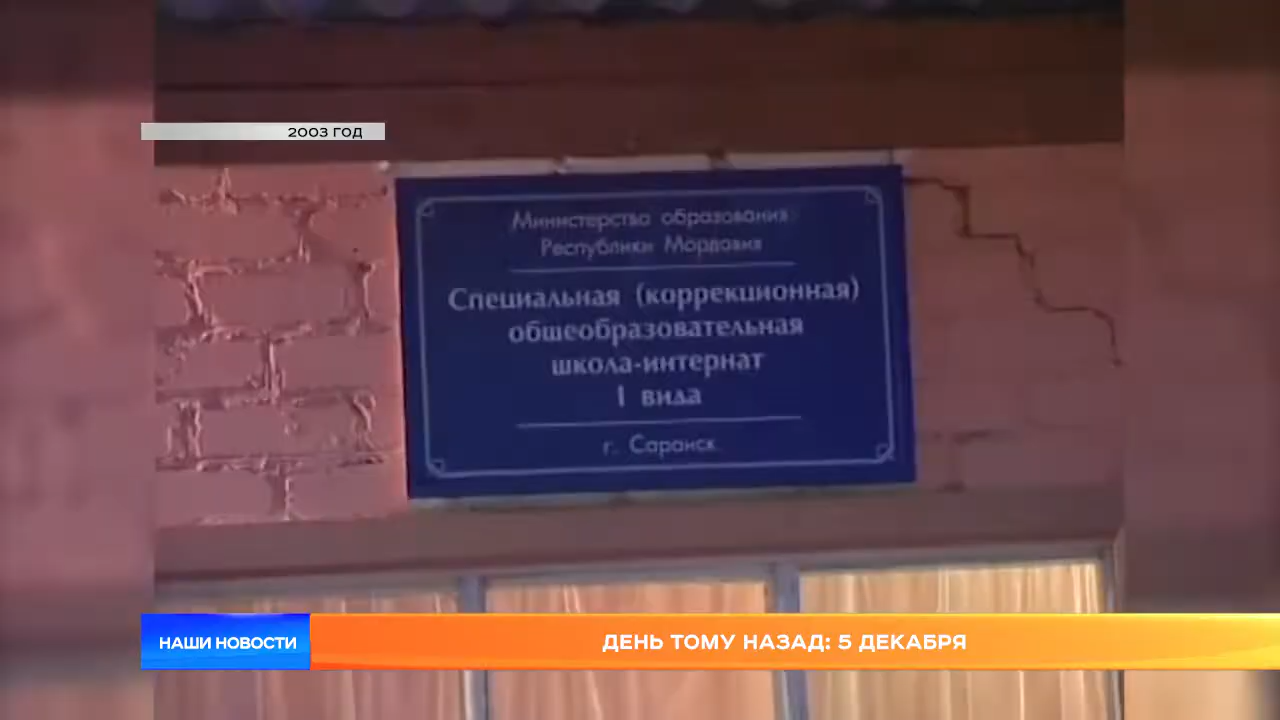 2003 ГОД
Министерство образования
Республики Мордовия
Специальная (коррекционная)
общеобразовательная
школа-интернат
I вида
г. Саранск
НАШИ НОВОСТИ
ДЕНЬ ТОМУ НАЗАД: 5 ДЕКАБРЯ